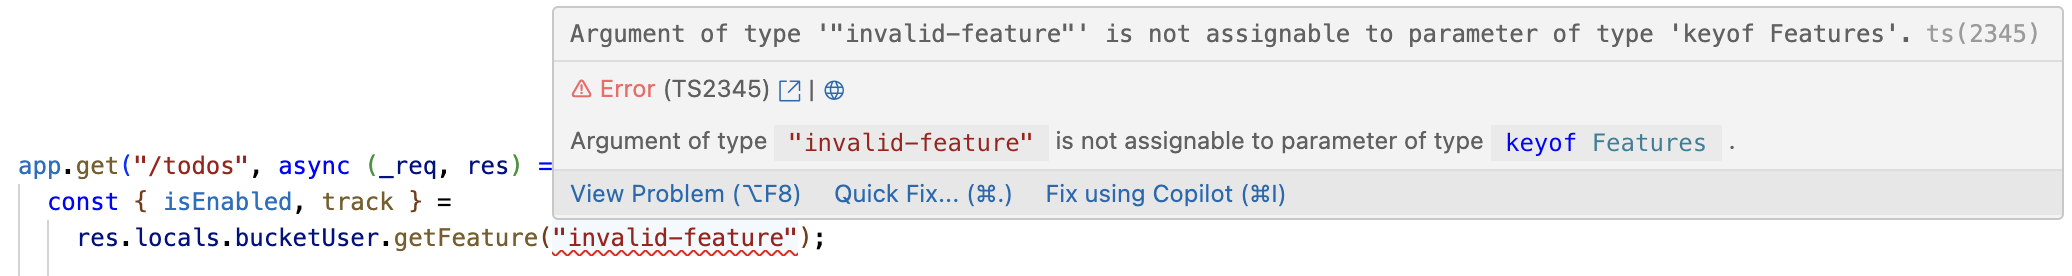 Argument of type '"invalid-feature"' is not assignable to parameter of type 'keyof Features'. ts(2345)
Error (TS2345) |
Argument of type "invalid-feature" is not assignable to parameter of type keyof Features .
View Problem (⌥F8) Quick Fix... (⌘.) Fix using Copilot (⌘I)
app.get("/todos", async (_req, res) =
const { isEnabled, track } =
res.locals.bucketUser.getFeature("invalid-feature");